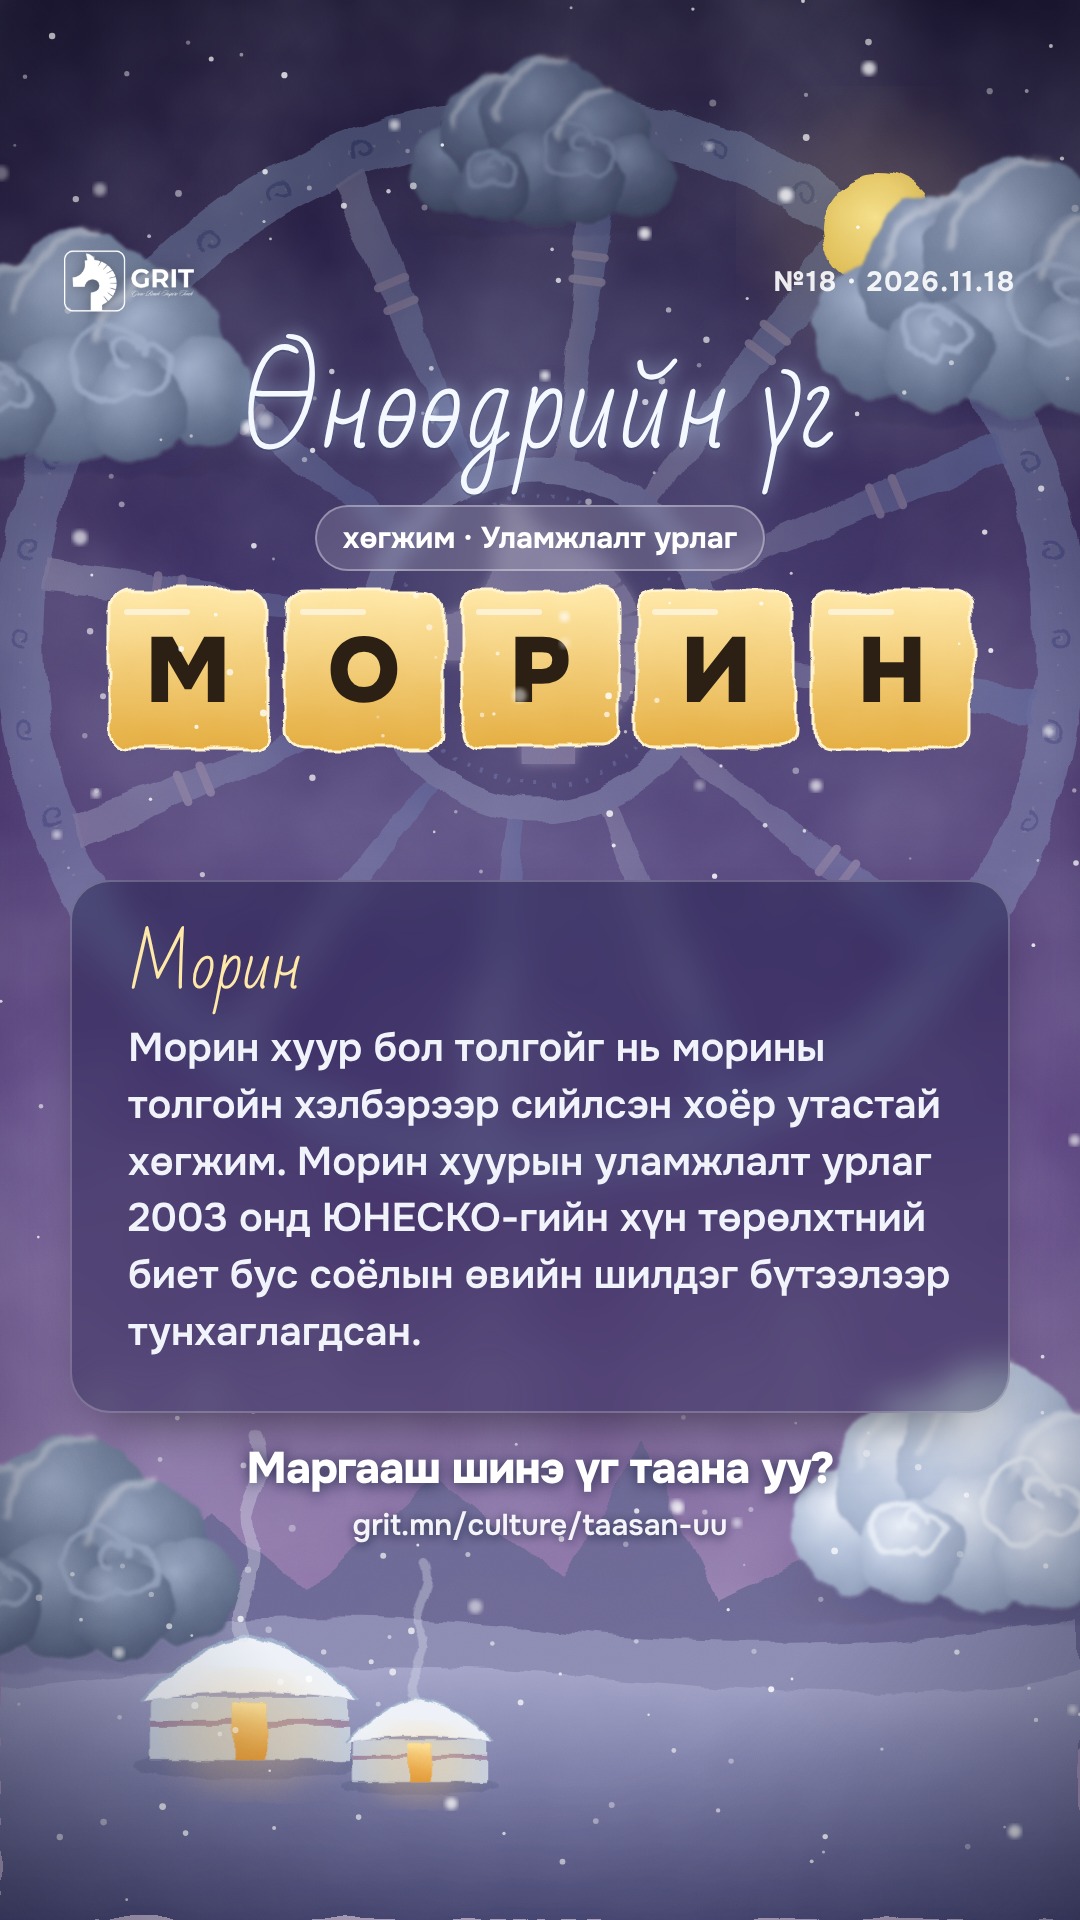 GRIT
№18 · 2026.11.18
Өнөөдрийн үг
хөгжим · Уламжлалт урлаг
МОРИН
Морин
Морин хуур бол толгойг нь морины
толгойн хэлбэрээр сийлсэн хоёр утастай
хөгжим. Морин хуурын уламжлалт урлаг
2003 онд ЮНЕСКО-гийн хүн төрөлхтний
биет бус соёлын өвийн шилдэг бүтээлээр
тунхаглагдсан.
Маргааш шинэ үг таана уу?
grit.mn/culture/taasan-uu